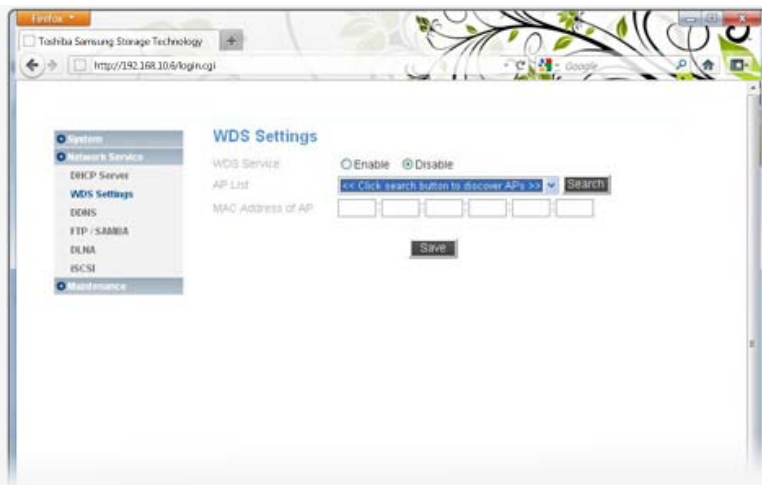 Firefox
Toshiba Samsung Storage Technology
http://192.168.10.6/login.cgi
Google
System
Network Service
DHCP Server
WDS Settings
DDNS
FTP / SAMBA
DLNA
ISCSI
Maintenance
WDS Settings
WDS Service Enable Disable
AP List << Click search button to discover APs >> Search
MAC Address of AP
Save